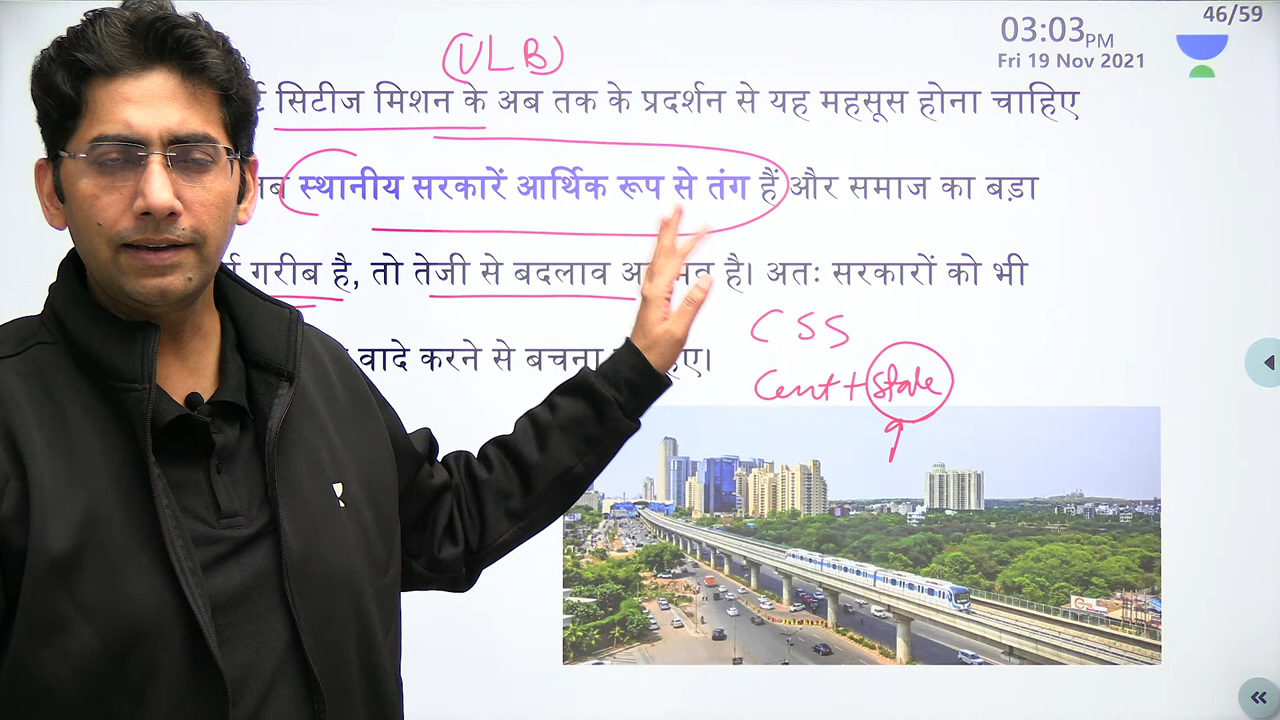 46/59
03:03PM
Fri 19 Nov 2021
(ULB)
सिटीज मिशन के अब तक के प्रदर्शन से यह महसूस होना चाहिए
स्थानीय सरकारें आर्थिक रूप से तंग हैं और समाज का बड़ा
गरीब है, तो तेजी से बदलाव है। अतः सरकारों को भी
वादे करने से बचना
CSS
Cent + State